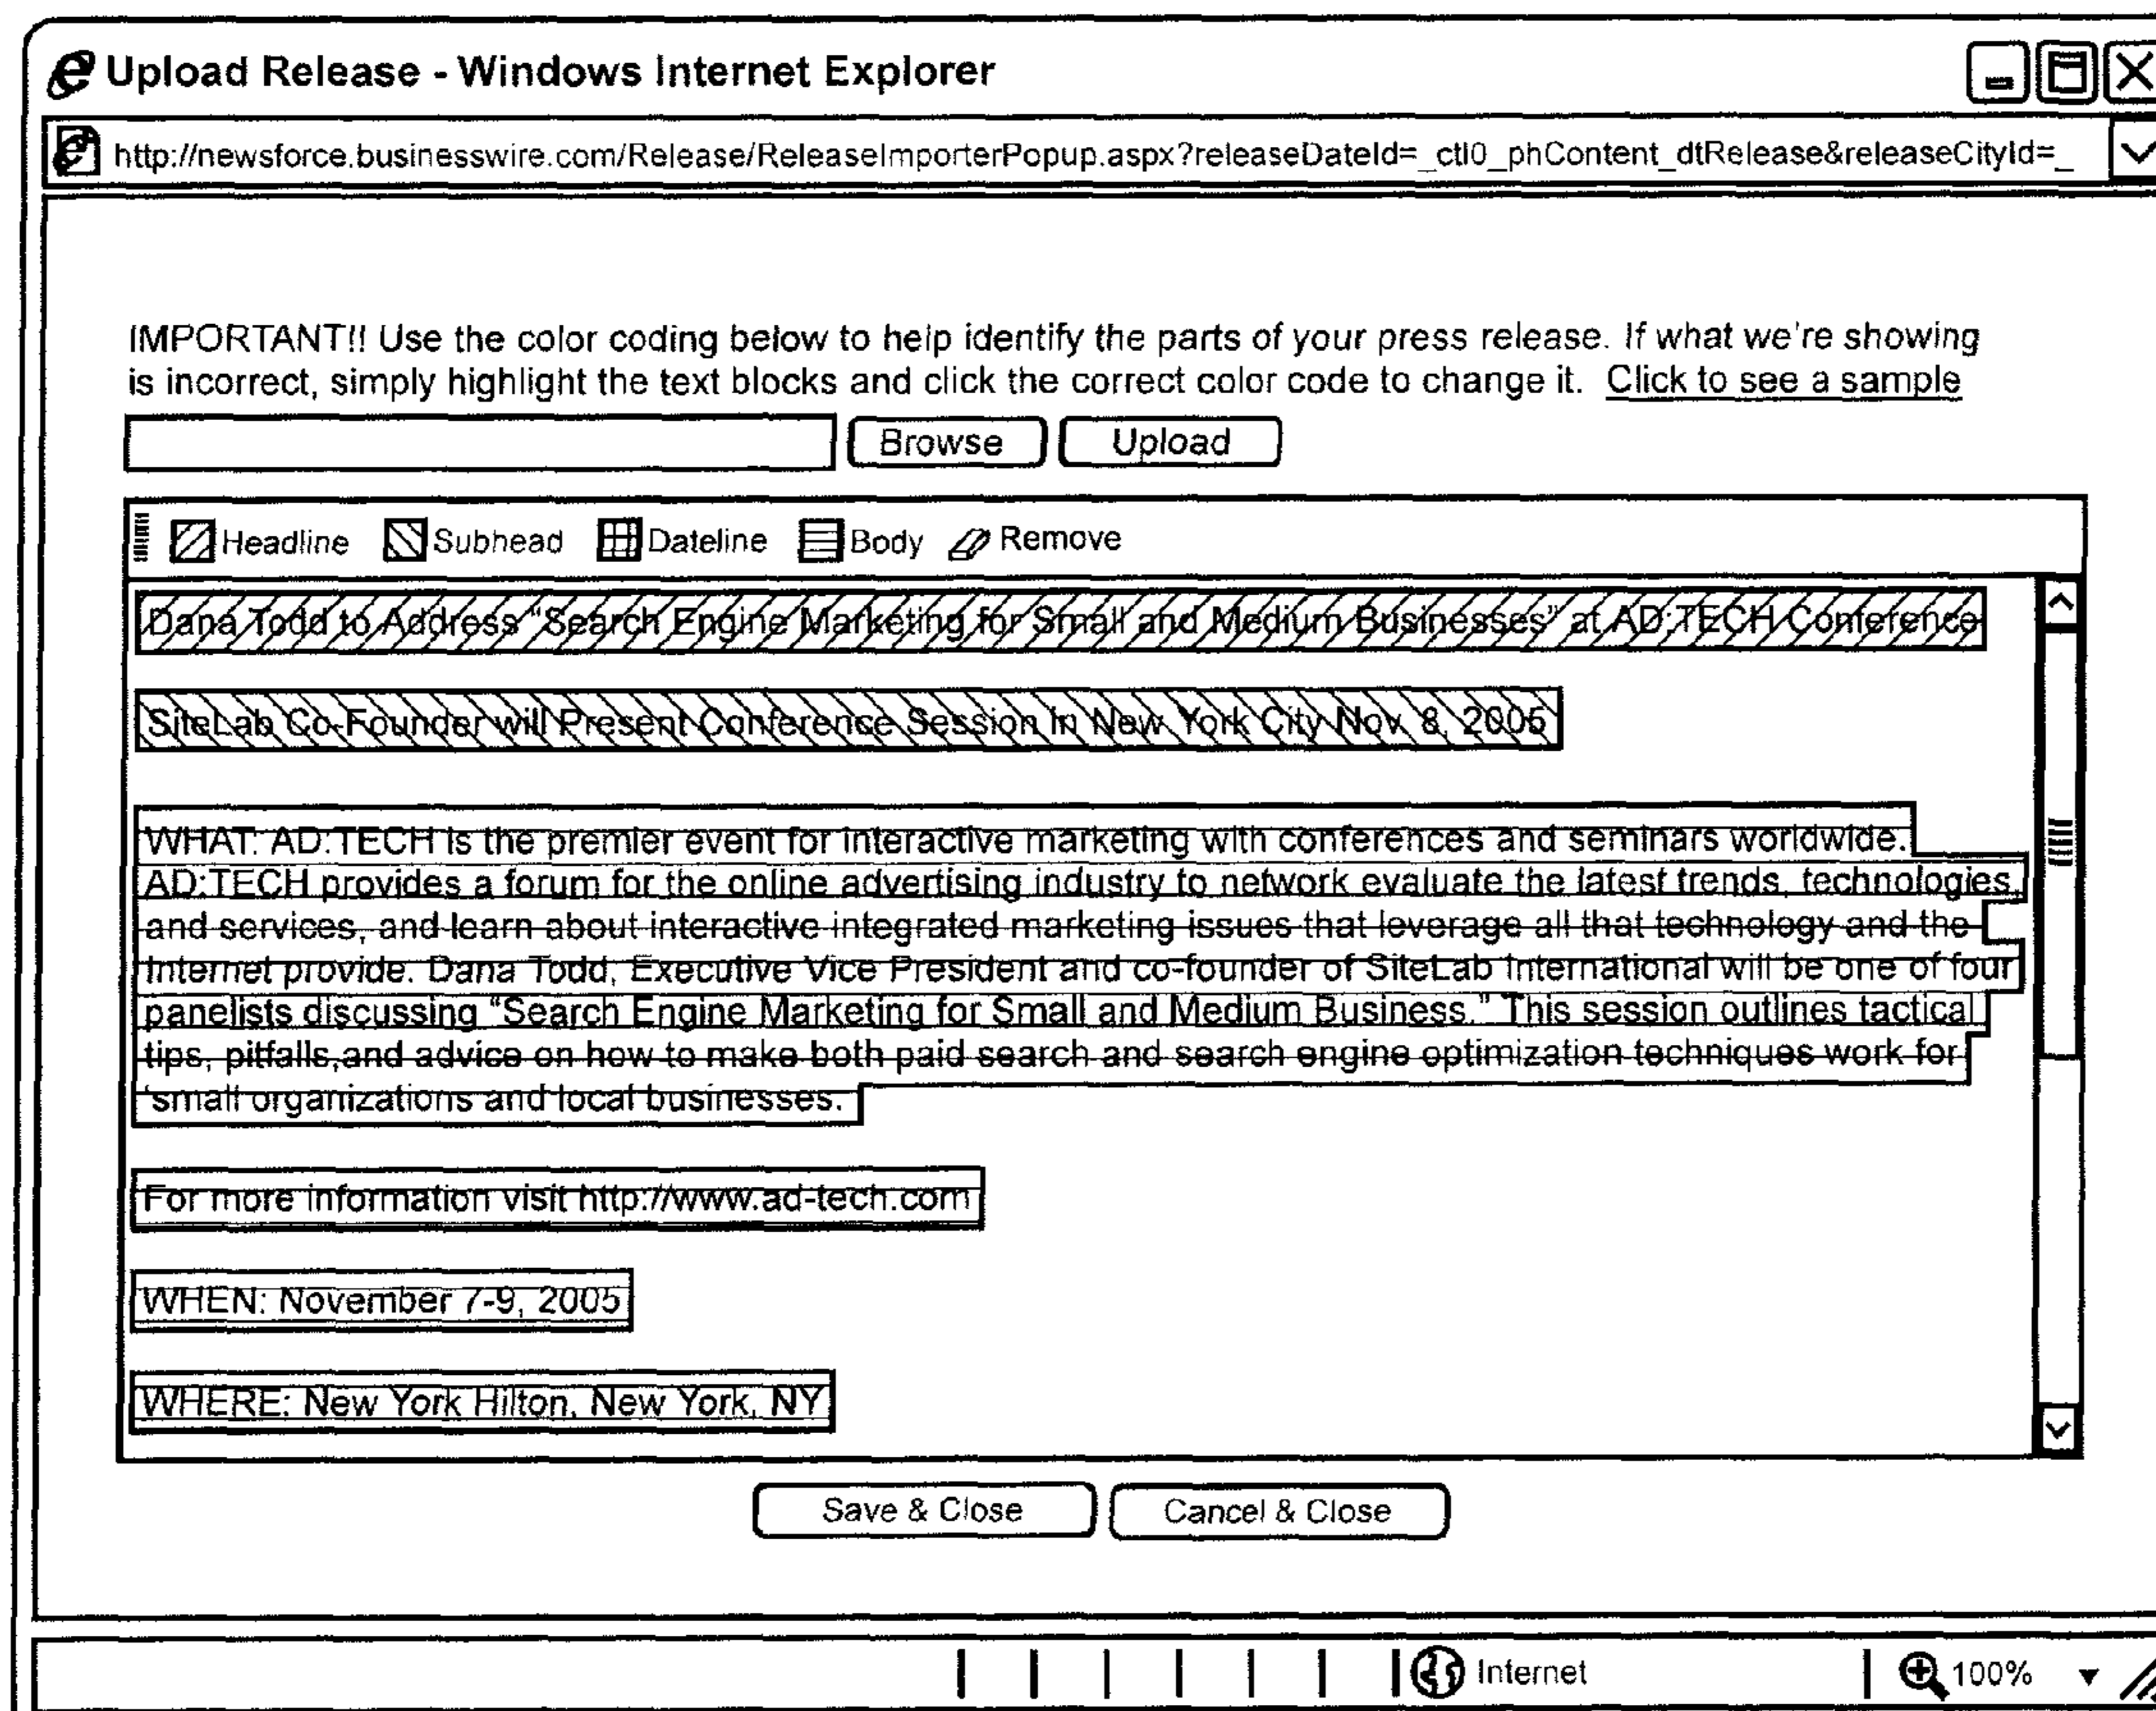 Upload Release - Windows Internet Explorer
http://newsforce.businesswire.com/Release/ReleaseImporterPopup.aspx?releaseDateId=_ctl0_phContent_dtRelease&releaseCityId=_
IMPORTANT!! Use the color coding below to help identify the parts of your press release. If what we're showing
is incorrect, simply highlight the text blocks and click the correct color code to change it. Click to see a sample
Browse Upload
Headline Subhead Dateline Body Remove
Dana Todd to Address "Search Engine Marketing for Small and Medium Businesses" at AD:TECH Conference
SiteLab Co-Founder will Present Conference Session in New York City Nov. 8, 2005
WHAT: AD:TECH is the premier event for interactive marketing with conferences and seminars worldwide.
AD:TECH provides a forum for the online advertising industry to network evaluate the latest trends, technologies,
and services, and learn about interactive integrated marketing issues that leverage all that technology and the
Internet provide. Dana Todd, Executive Vice President and co-founder of SiteLab International will be one of four
panelists discussing "Search Engine Marketing for Small and Medium Business." This session outlines tactical
tips, pitfalls,and advice on how to make both paid search and search engine optimization techniques work for
small organizations and local businesses.
For more information visit http://www.ad-tech.com
WHEN: November 7-9, 2005
WHERE: New York Hilton, New York, NY
Save & Close Cancel & Close
Internet 100%